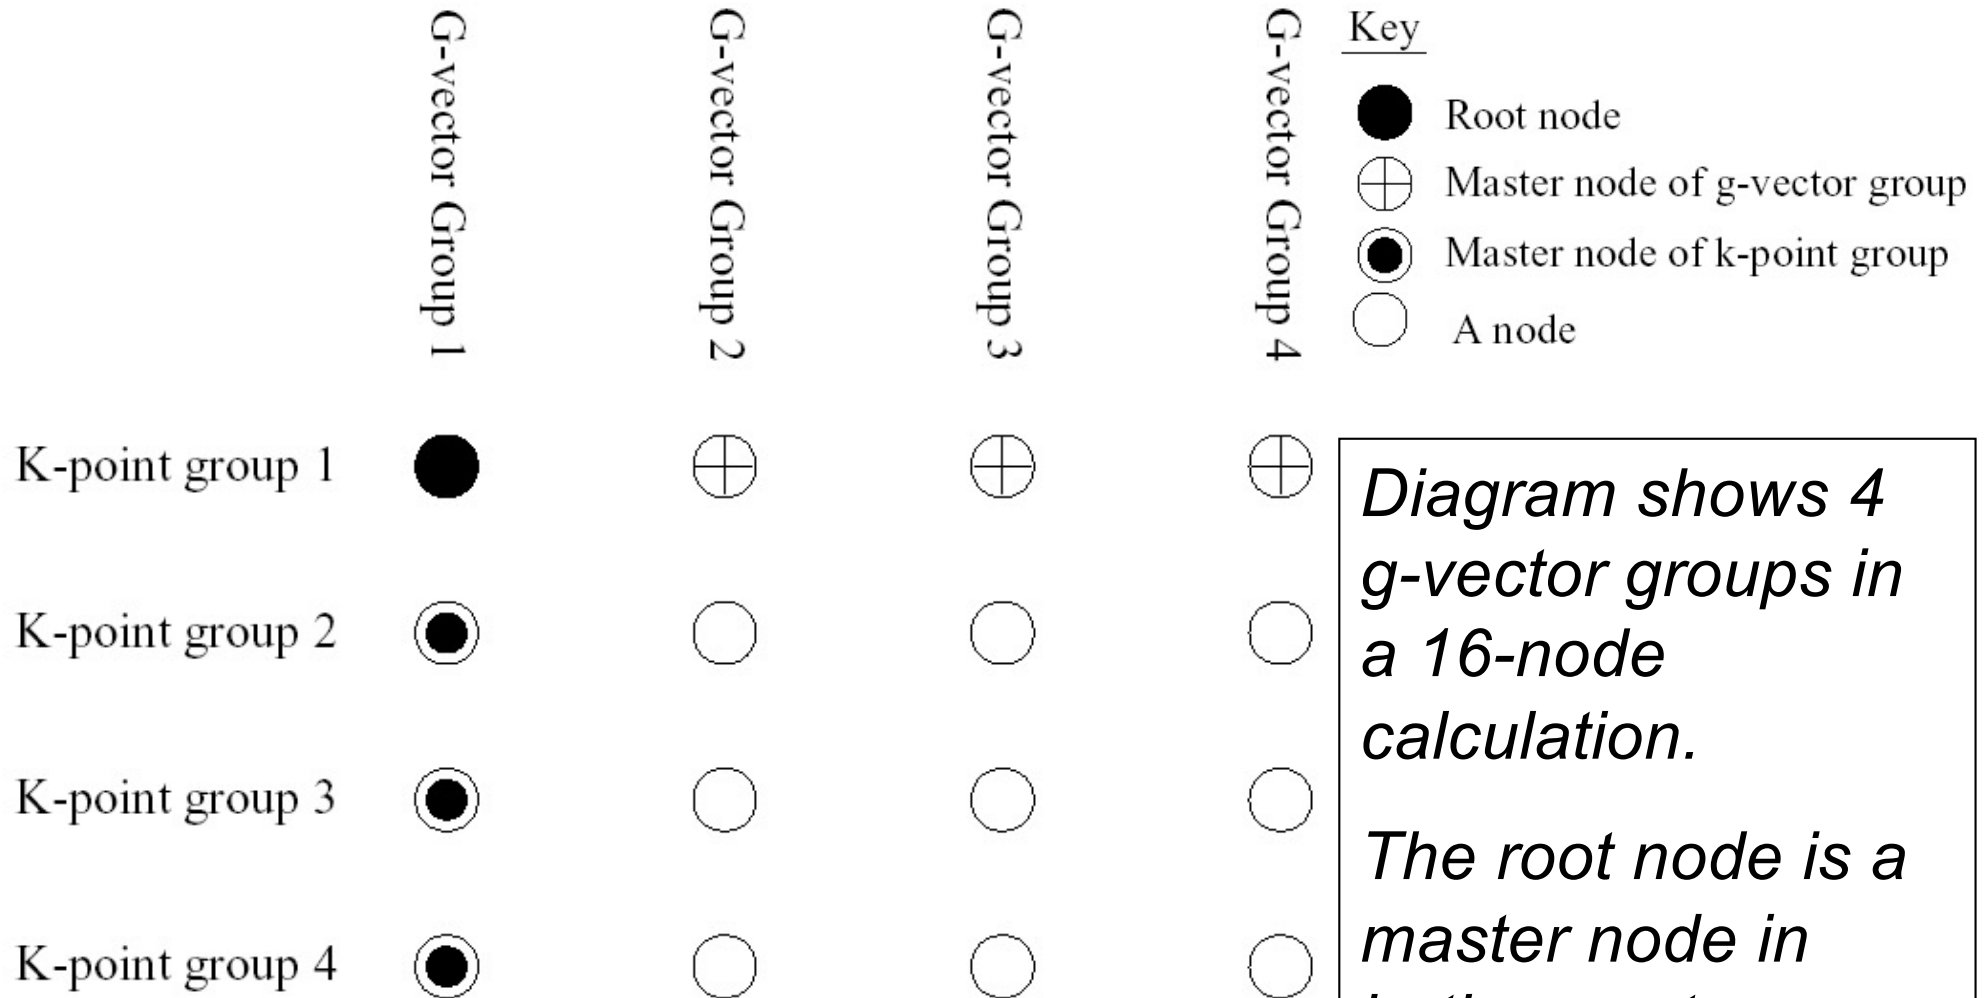 G-vector Group 1
G-vector Group 2
G-vector Group 3
G-vector Group 4
Key
Root node
Master node of g-vector group
Master node of k-point group
A node
K-point group 1
K-point group 2
K-point group 3
K-point group 4
Diagram shows 4
g-vector groups in
a 16-node
calculation.
The root node is a
master node in